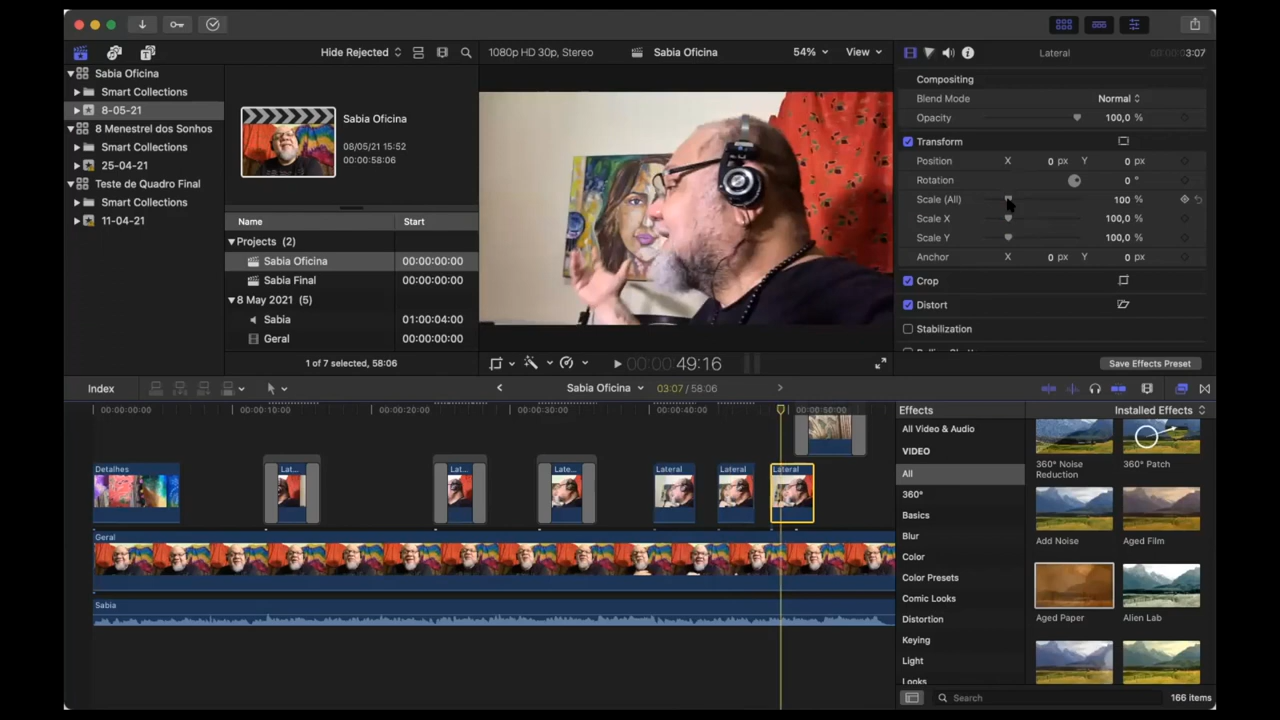 Hide Rejected
1080p HD 30p, Stereo
Sabia Oficina
54%
View
Lateral
3:07
Sabia Oficina
Smart Collections
8-05-21
8 Menestrel dos Sonhos
Smart Collections
25-04-21
Teste de Quadro Final
Smart Collections
11-04-21
Sabia Oficina
08/05/21 15:52
00:00:58:06
Name Start
Projects (2)
Sabia Oficina 00:00:00:00
Sabia Final 00:00:00:00
8 May 2021 (5)
Sabia 01:00:04:00
Geral 00:00:00:00
1 of 7 selected, 58:06
00:00:49:16
Compositing
Blend Mode Normal
Opacity 100,0 %
Transform
Position X 0 px Y 0 px
Rotation 0 °
Scale (All) 100 %
Scale X 100,0 %
Scale Y 100,0 %
Anchor X 0 px Y 0 px
Crop
Distort
Stabilization
Save Effects Preset
Index
Sabia Oficina
03:07 / 58:06
00:00:00:00 00:00:10:00 00:00:20:00 00:00:30:00 00:00:40:00 00:00:50:00
Detalhes Lat... Lat... Late... Lateral Lateral Lateral
Geral
Sabia
Effects
Installed Effects
All Video & Audio
VIDEO
All
360°
Basics
Blur
Color
Color Presets
Comic Looks
Distortion
Keying
Light
Looks
360° Noise Reduction
360° Patch
Add Noise
Aged Film
Aged Paper
Alien Lab
Search
166 items